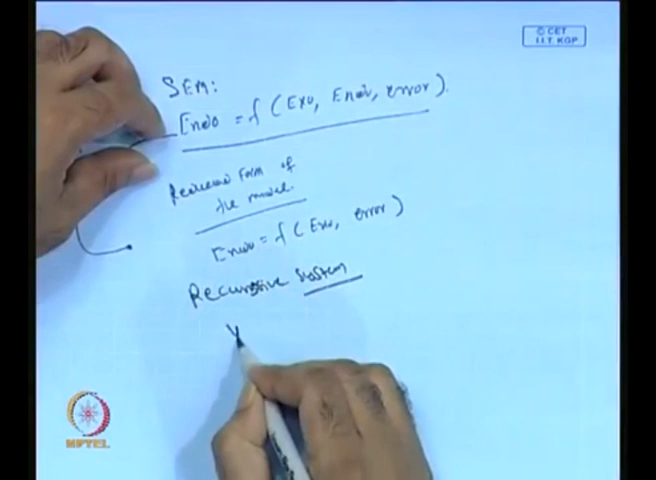 © CET
I.I.T. KGP
SEM:
Endo = f (Exo, Endo, error).
Reduced Form of
the model.
Endo = f (Exo, error)
Recursive System
Y
NPTEL